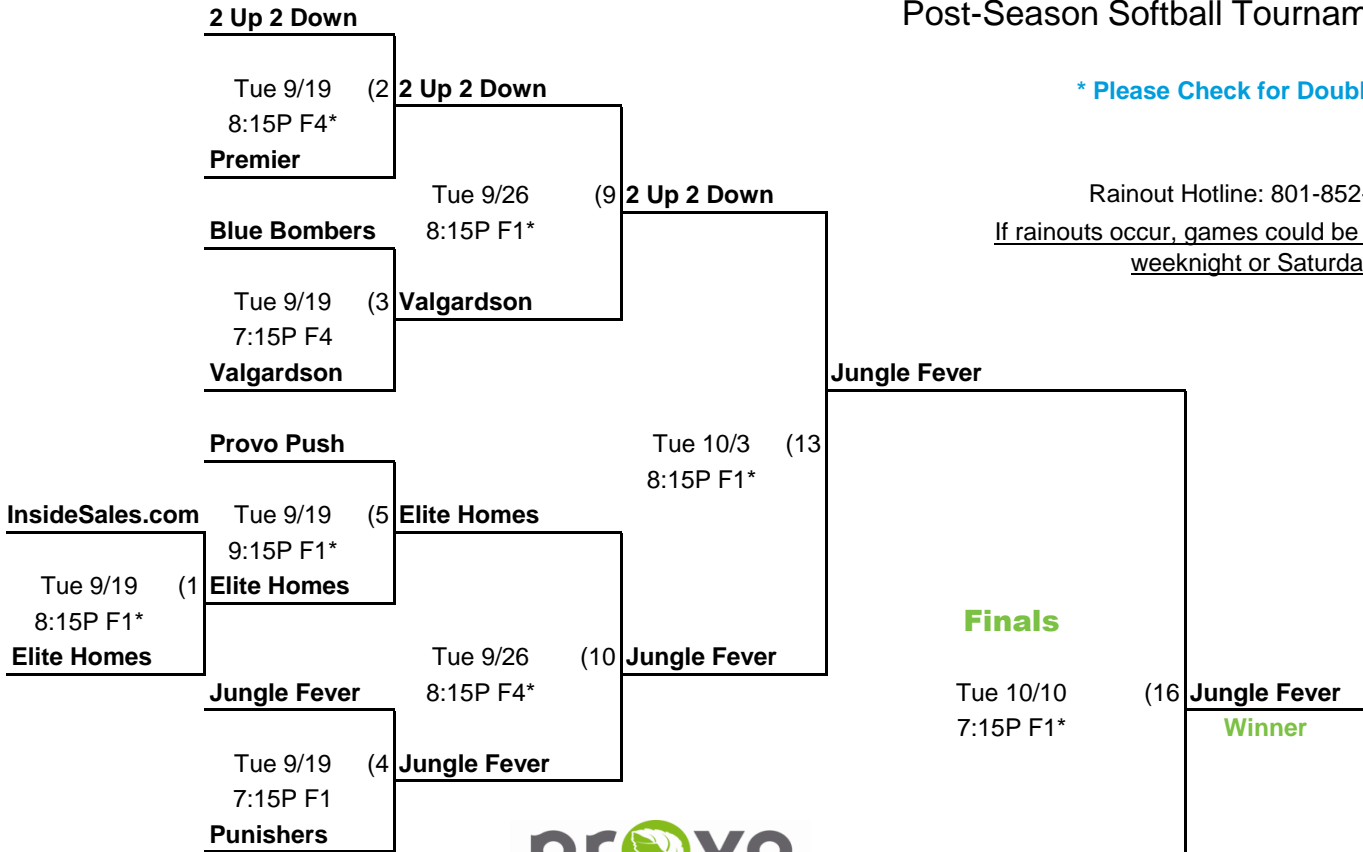 2 Up 2 Down
Post-Season Softball Tournam
Tue 9/19 (2 2 Up 2 Down
* Please Check for Doubl
8:15P F4*
Premier
Tue 9/26 (9 2 Up 2 Down
Rainout Hotline: 801-852-
Blue Bombers 8:15P F1*
If rainouts occur, games could be
weeknight or Saturda
Tue 9/19 (3 Valgardson
7:15P F4
Valgardson
Jungle Fever
Provo Push
Tue 10/3 (13
8:15P F1*
InsideSales.com Tue 9/19 (5 Elite Homes
9:15P F1*
Tue 9/19 (1 Elite Homes
8:15P F1*
Finals
Elite Homes
Tue 9/26 (10 Jungle Fever
Jungle Fever 8:15P F4*
Tue 10/10 (16 Jungle Fever
7:15P F1* Winner
Tue 9/19 (4 Jungle Fever
7:15P F1
Punishers
provo